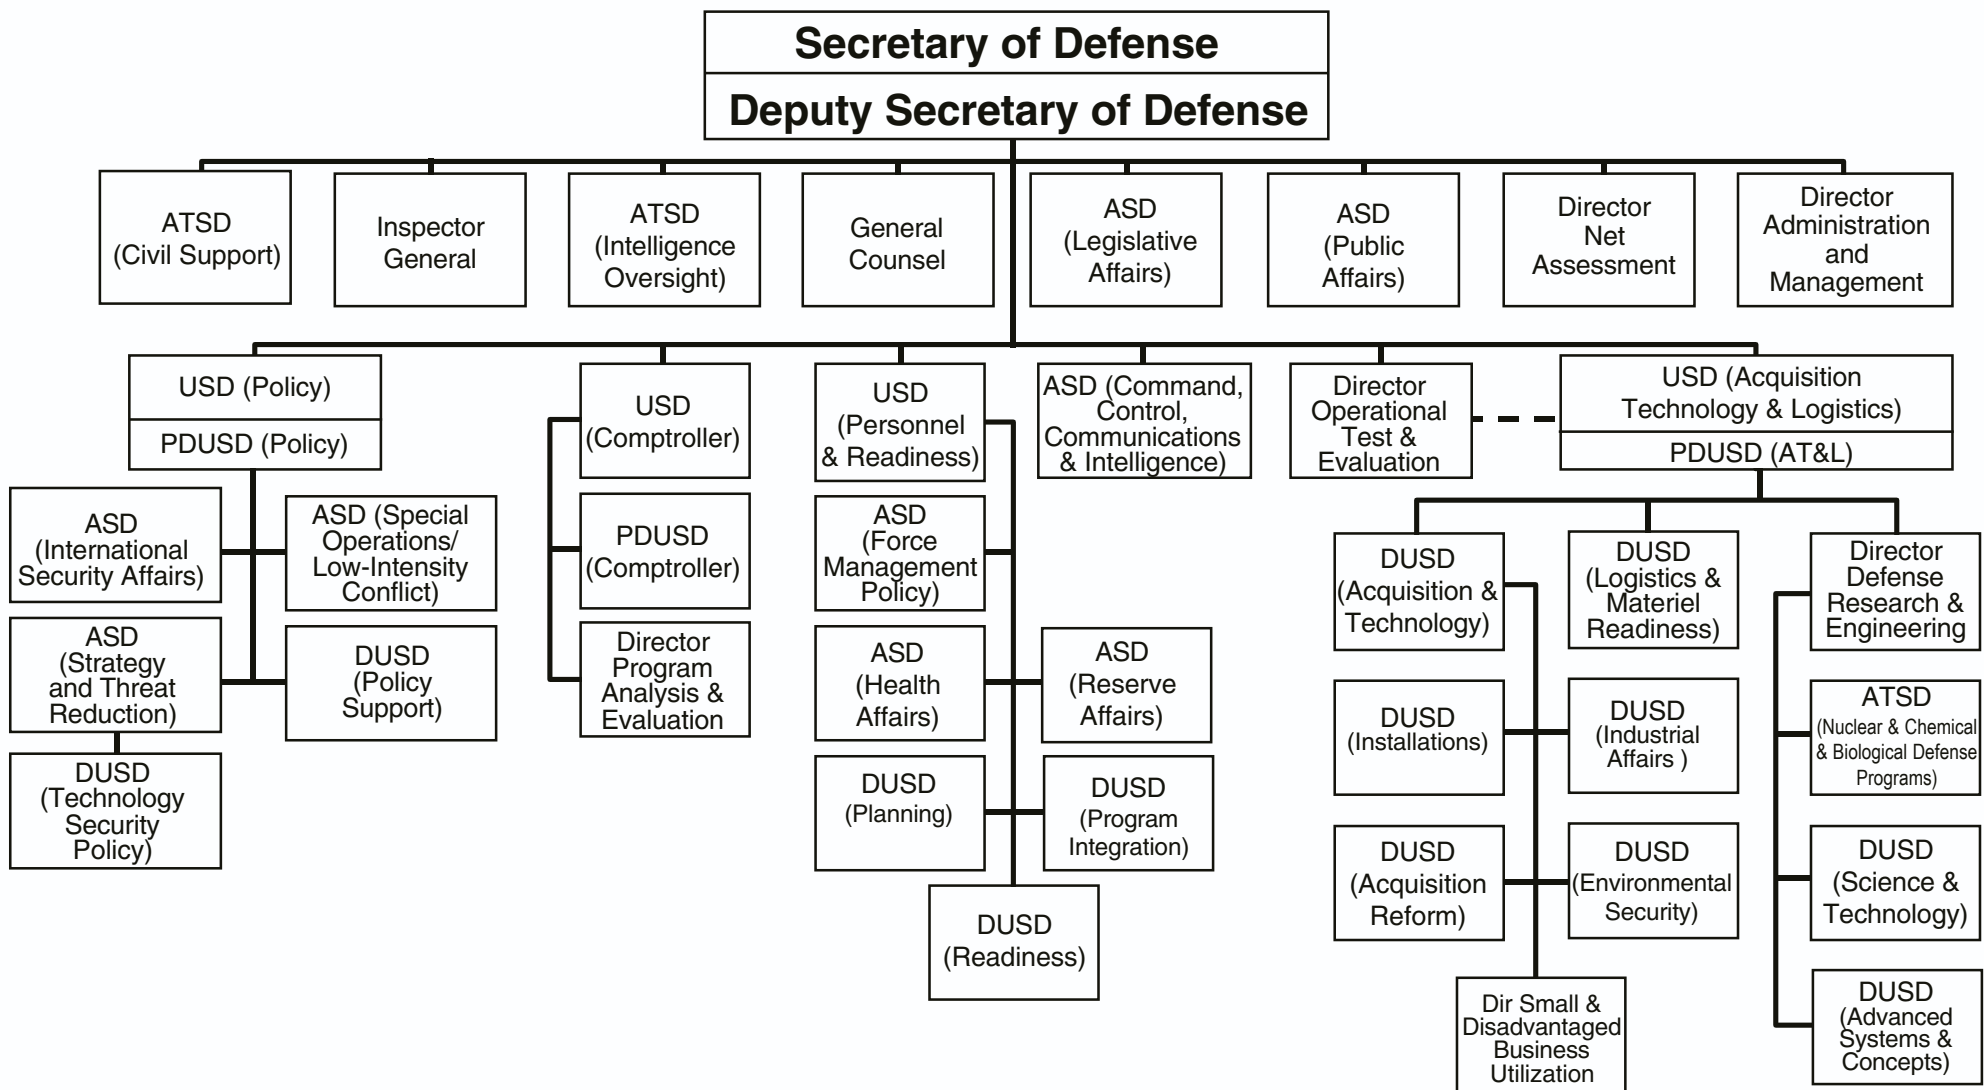 Secretary of Defense
Deputy Secretary of Defense
ATSD
(Civil Support)
Inspector
General
ATSD
(Intelligence
Oversight)
General
Counsel
ASD
(Legislative
Affairs)
ASD
(Public
Affairs)
Director
Net
Assessment
Director
Administration
and
Management
USD (Policy)
PDUSD (Policy)
USD
(Comptroller)
USD
(Personnel
& Readiness)
ASD (Command,
Control,
Communications
& Intelligence)
Director
Operational
Test &
Evaluation
USD (Acquisition
Technology & Logistics)
PDUSD (AT&L)
ASD
(International
Security Affairs)
ASD (Special
Operations/
Low-Intensity
Conflict)
PDUSD
(Comptroller)
ASD
(Force
Management
Policy)
DUSD
(Acquisition &
Technology)
DUSD
(Logistics &
Materiel
Readiness)
Director
Defense
Research &
Engineering
ASD
(Strategy
and Threat
Reduction)
DUSD
(Policy
Support)
Director
Program
Analysis &
Evaluation
ASD
(Health
Affairs)
ASD
(Reserve
Affairs)
DUSD
(Installations)
DUSD
(Industrial
Affairs )
ATSD
(Nuclear & Chemical
& Biological Defense
Programs)
DUSD
(Technology
Security
Policy)
DUSD
(Planning)
DUSD
(Program
Integration)
DUSD
(Acquisition
Reform)
DUSD
(Environmental
Security)
DUSD
(Science &
Technology)
DUSD
(Readiness)
Dir Small &
Disadvantaged
Business
Utilization
DUSD
(Advanced
Systems &
Concepts)